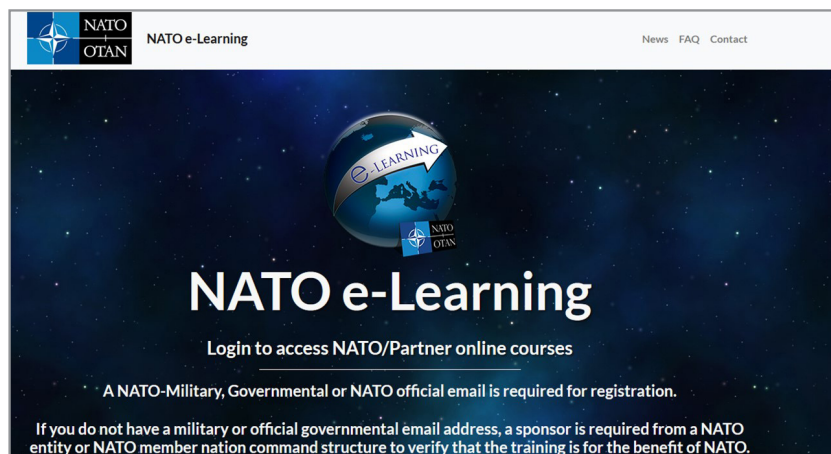 NATO
OTAN
NATO e-Learning
News FAQ Contact
e-LEARNING
NATO
OTAN
NATO e-Learning
Login to access NATO/Partner online courses
A NATO-Military, Governmental or NATO official email is required for registration.
If you do not have a military or official governmental email address, a sponsor is required from a NATO
entity or NATO member nation command structure to verify that the training is for the benefit of NATO.